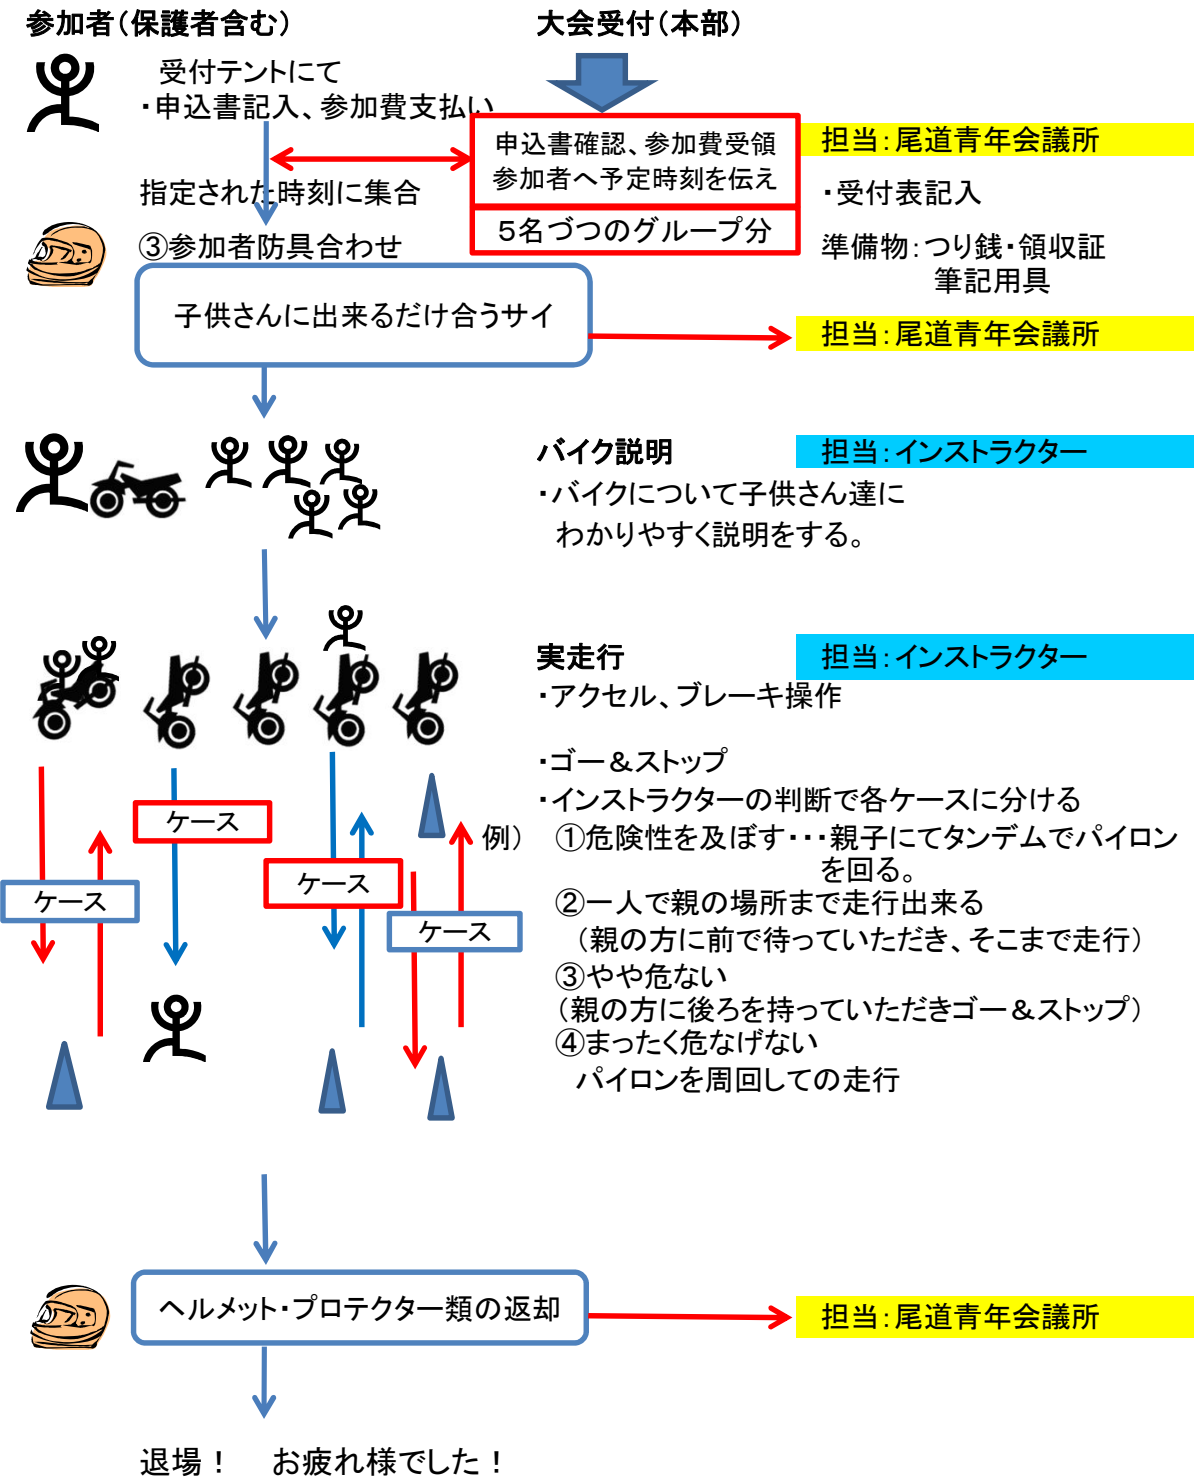 参加者（保護者含む）
大会受付（本部）
受付テントにて
・申込書記入、参加費支払い
申込書確認、参加費受領
参加者へ予定時刻を伝え
担当：尾道青年会議所
指定された時刻に集合
・受付表記入
５名づつのグループ分
③参加者防具合わせ
準備物：つり銭・領収証
筆記用具
子供さんに出来るだけ合うサイ
担当：尾道青年会議所
バイク説明
担当：インストラクター
・バイクについて子供さん達に
わかりやすく説明をする。
実走行
担当：インストラクター
・アクセル、ブレーキ操作
・ゴー＆ストップ
・インストラクターの判断で各ケースに分ける
ケース
例）
①危険性を及ぼす・・・親子にてタンデムでパイロン
を回る。
ケース
ケース
②一人で親の場所まで走行出来る
ケース
（親の方に前で待っていただき、そこまで走行）
③やや危ない
（親の方に後ろを持っていただきゴー＆ストップ）
④まったく危なげない
パイロンを周回しての走行
ヘルメット・プロテクター類の返却
担当：尾道青年会議所
退場！　お疲れ様でした！